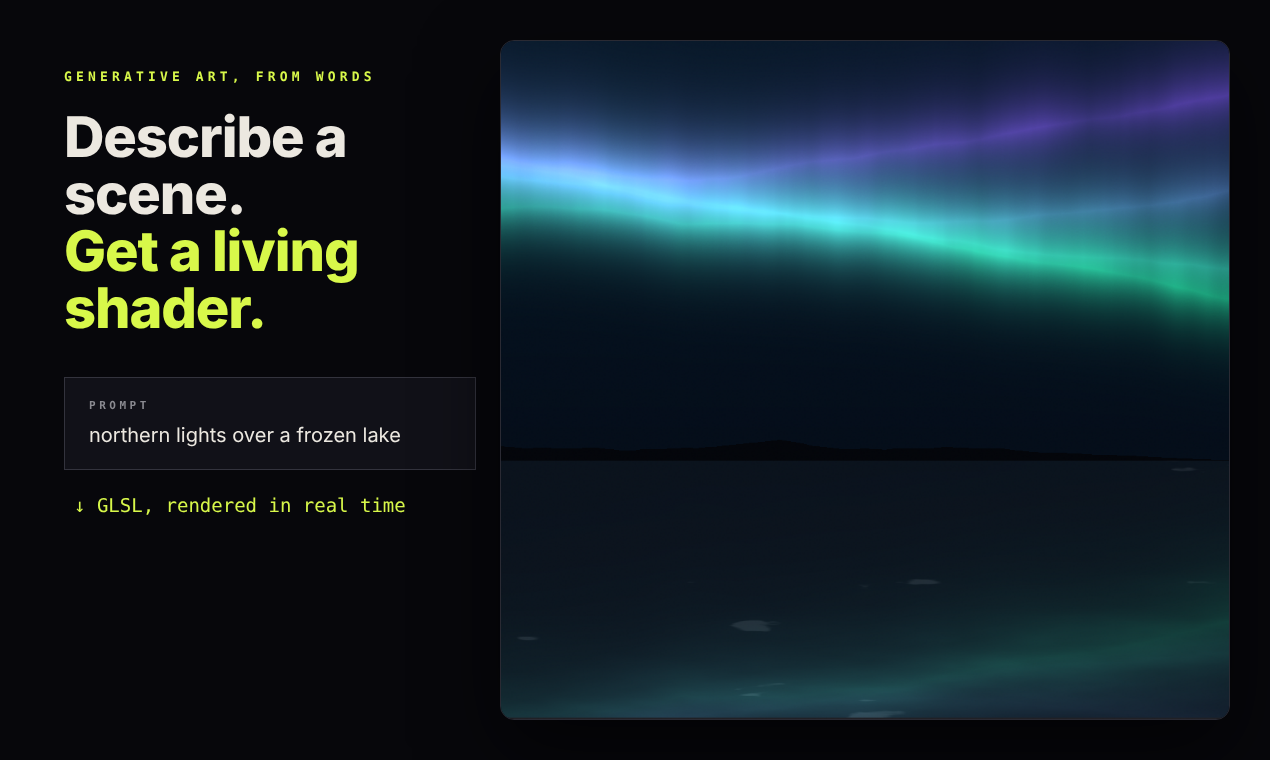 GENERATIVE ART, FROM WORDS
Describe a
scene.
Get a living
shader.
PROMPT
northern lights over a frozen lake
↓ GLSL, rendered in real time